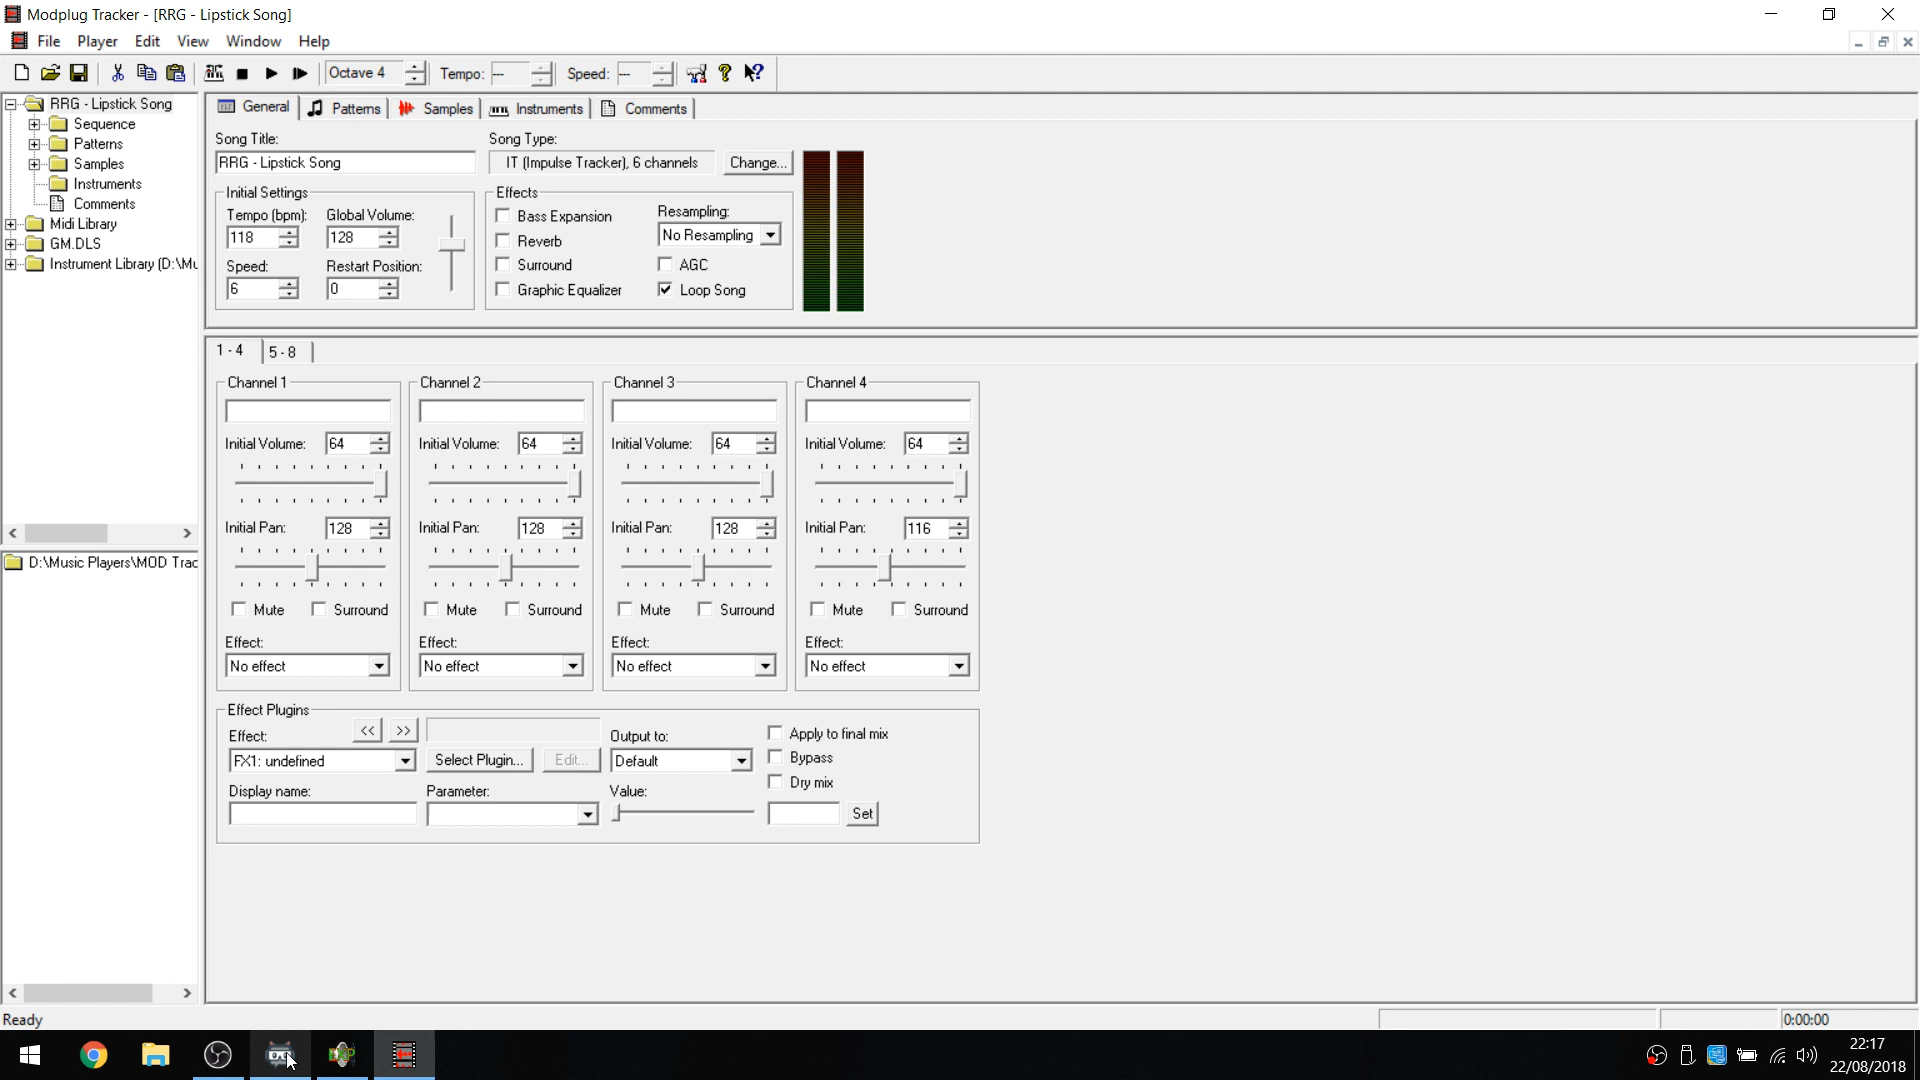 Modplug Tracker - [RRG - Lipstick Song]
File Player Edit View Window Help
Octave 4 Tempo: --- Speed: ---
RRG - Lipstick Song
Sequence
Patterns
Samples
Instruments
Comments
Midi Library
GM.DLS
Instrument Library (D:\Mu
D:\Music Players\MOD Trac
General Patterns Samples Instruments Comments
Song Title: Song Type:
RRG - Lipstick Song IT (Impulse Tracker), 6 channels Change...
Initial Settings
Tempo (bpm): Global Volume:
118 128
Speed: Restart Position:
6 0
Effects
Bass Expansion Resampling:
Reverb No Resampling
Surround AGC
Graphic Equalizer Loop Song
1 - 4 5 - 8
Channel 1 Channel 2 Channel 3 Channel 4
Initial Volume: 64 Initial Volume: 64 Initial Volume: 64 Initial Volume: 64
Initial Pan: 128 Initial Pan: 128 Initial Pan: 128 Initial Pan: 116
Mute Surround Mute Surround Mute Surround Mute Surround
Effect: Effect: Effect: Effect:
No effect No effect No effect No effect
Effect Plugins
Effect: << >> Output to: Apply to final mix
FX1: undefined Select Plugin... Edit... Default Bypass
Dry mix
Display name: Parameter: Value:
Set
Ready 0:00:00
22:17
22/08/2018